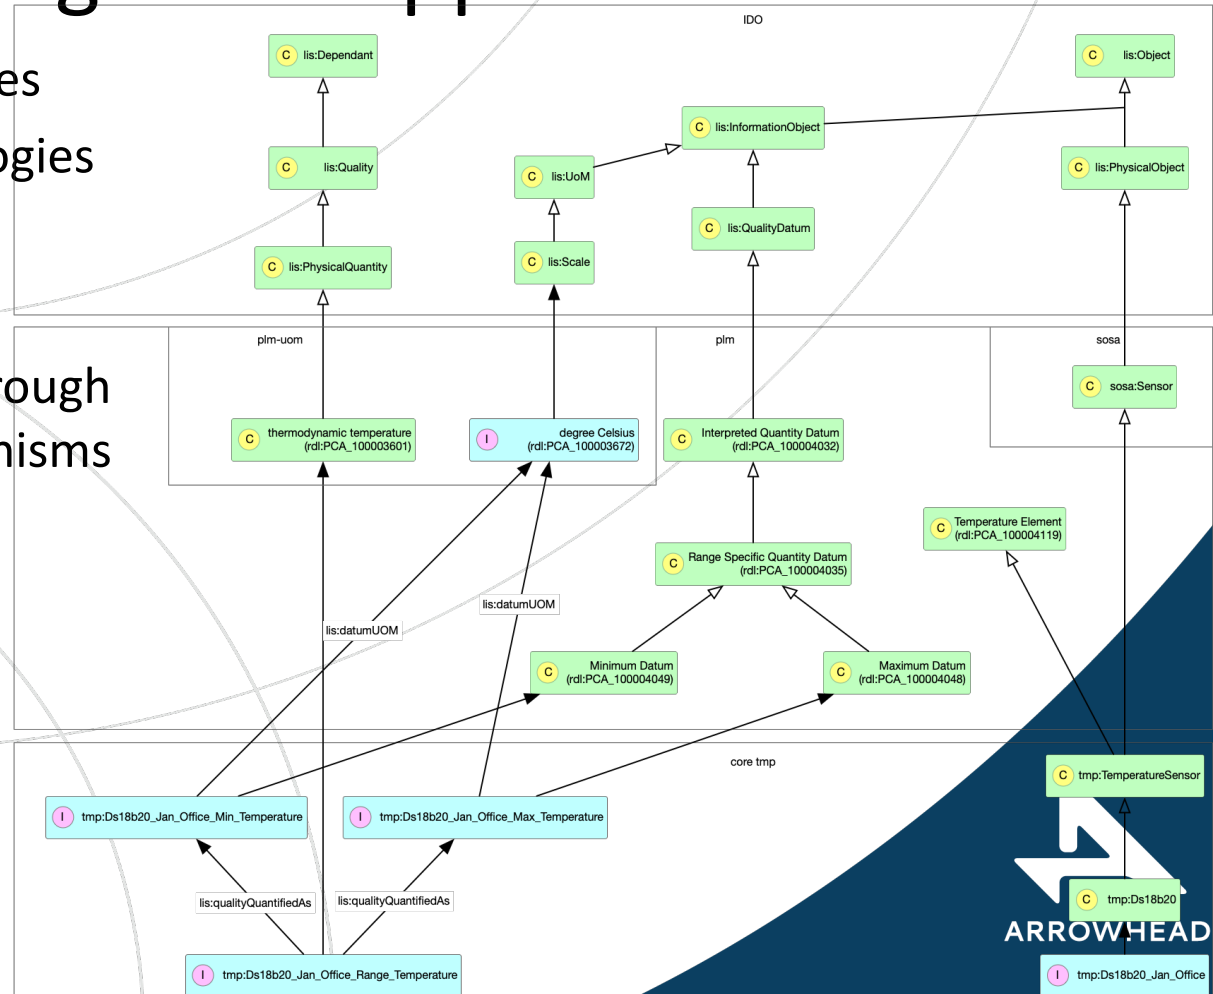 IDO
C lis:Dependant
C lis:Object
es
C lis:InformationObject
ogies
C lis:Quality
C lis:UoM
C lis:PhysicalObject
C lis:QualityDatum
C lis:PhysicalQuantity
C lis:Scale
plm-uom
plm
sosa
rough
C sosa:Sensor
nisms
C thermodynamic temperature
(rdl:PCA_100003601)
I degree Celsius
(rdl:PCA_100003672)
C Interpreted Quantity Datum
(rdl:PCA_100004032)
C Temperature Element
(rdl:PCA_100004119)
C Range Specific Quantity Datum
(rdl:PCA_100004035)
lis:datumUOM
lis:datumUOM
C Minimum Datum
(rdl:PCA_100004049)
C Maximum Datum
(rdl:PCA_100004048)
core tmp
C tmp:TemperatureSensor
I tmp:Ds18b20_Jan_Office_Min_Temperature
I tmp:Ds18b20_Jan_Office_Max_Temperature
lis:qualityQuantifiedAs
lis:qualityQuantifiedAs
C tmp:Ds18b20
ARROWHEAD
I tmp:Ds18b20_Jan_Office_Range_Temperature
I tmp:Ds18b20_Jan_Office